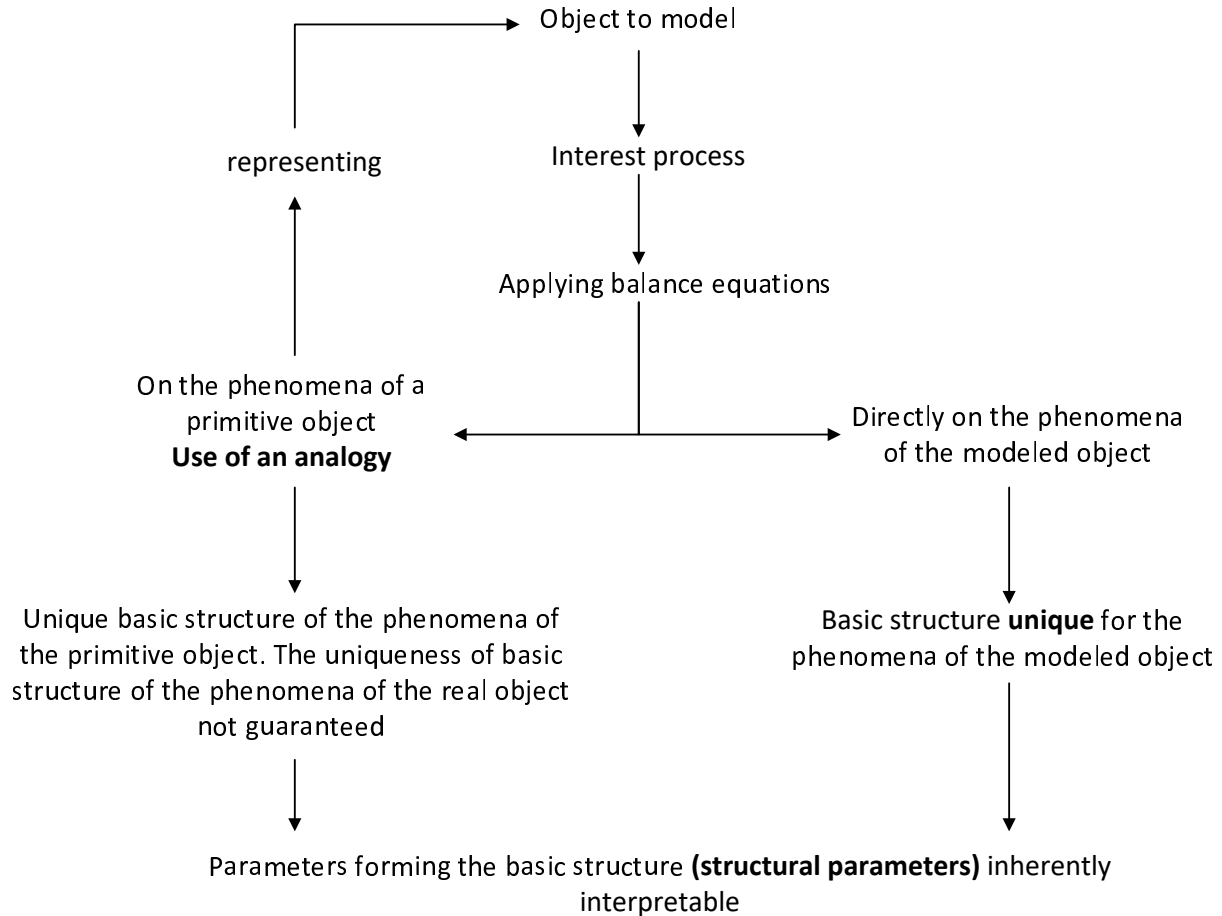 Object to model
representing
Interest process
Applying balance equations
On the phenomena of a
primitive object
Use of an analogy
Directly on the phenomena
of the modeled object
Unique basic structure of the phenomena of
the primitive object. The uniqueness of basic
structure of the phenomena of the real object
not guaranteed
Basic structure unique for the
phenomena of the modeled object
Parameters forming the basic structure (structural parameters) inherently
interpretable